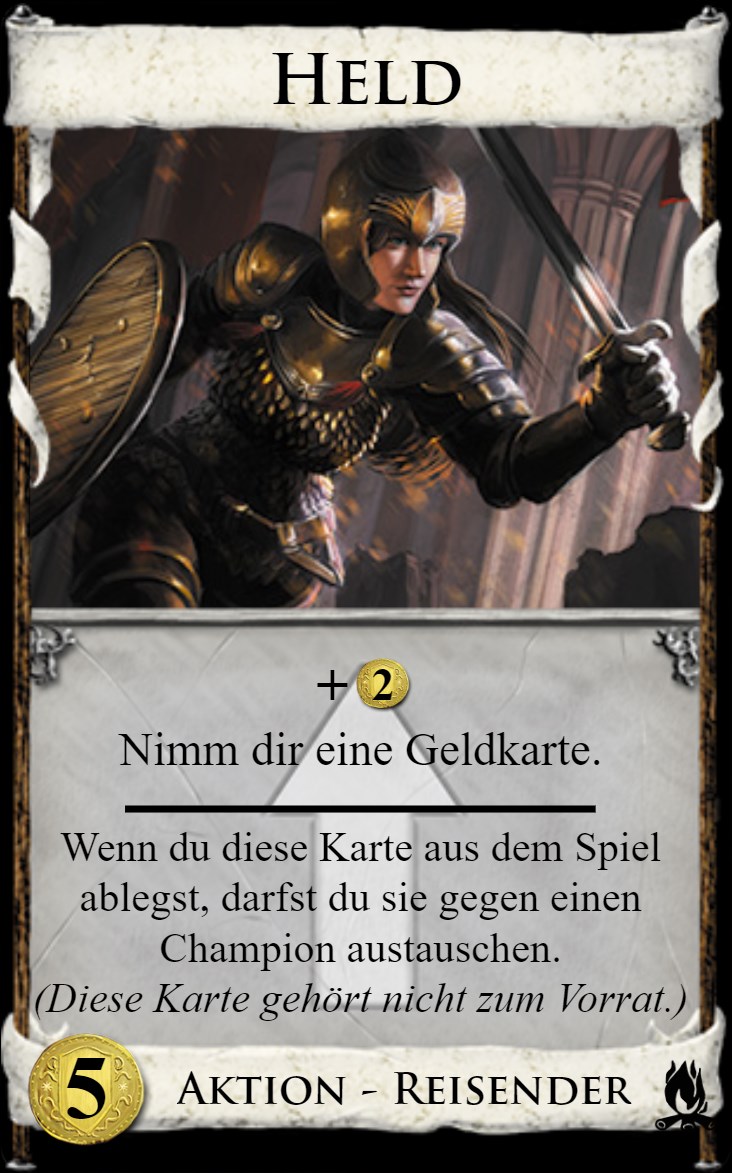 HELD
+2
Nimm dir eine Geldkarte.
Wenn du diese Karte aus dem Spiel
ablegst, darfst du sie gegen einen
Champion austauschen.
(Diese Karte gehört nicht zum Vorrat.)
5 AKTION - REISENDER